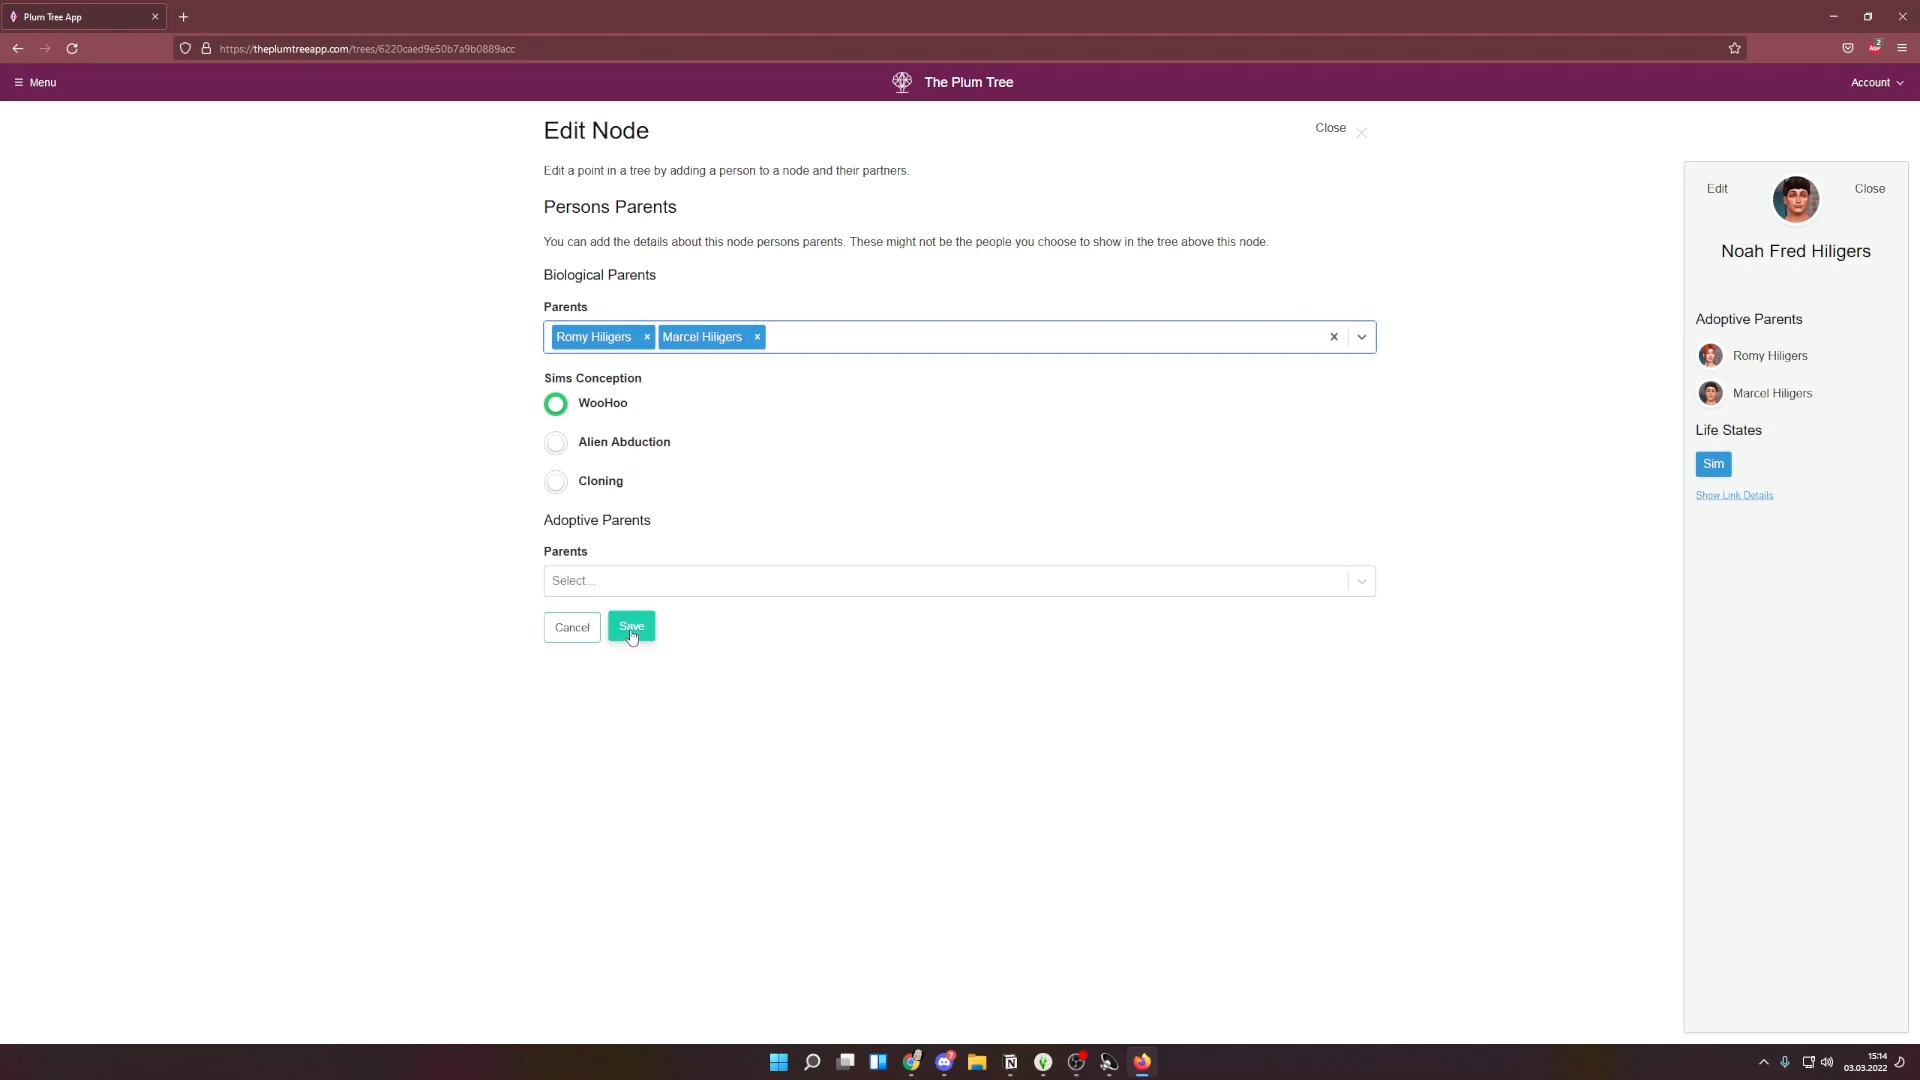 Plum Tree App
https://theplumtreeapp.com/trees/6220caed9e50b7a9b0889acc
2
Menu
The Plum Tree
Account
Edit Node
Close
Edit a point in a tree by adding a person to a node and their partners.
Persons Parents
You can add the details about this node persons parents. These might not be the people you choose to show in the tree above this node.
Biological Parents
Parents
Romy Hiligers × Marcel Hiligers ×
Sims Conception
WooHoo
Alien Abduction
Cloning
Adoptive Parents
Parents
Select...
Cancel Save
Edit Close
Noah Fred Hiligers
Adoptive Parents
Romy Hiligers
Marcel Hiligers
Life States
Sim
Show Link Details
7
15:14
03.03.2022